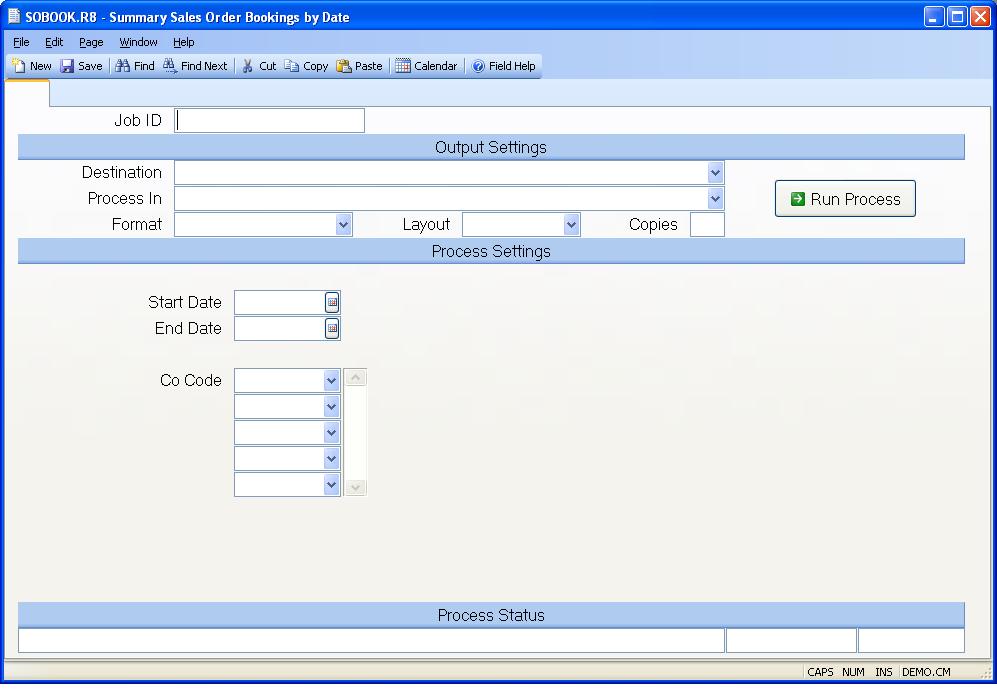 SOBOOK.R8 - Summary Sales Order Bookings by Date
File Edit Page Window Help
New Save Find Find Next Cut Copy Paste Calendar Field Help
Job ID
Output Settings
Destination
Process In
Run Process
Format Layout Copies
Process Settings
Start Date
End Date
Co Code
Process Status
CAPS NUM INS DEMO.CM